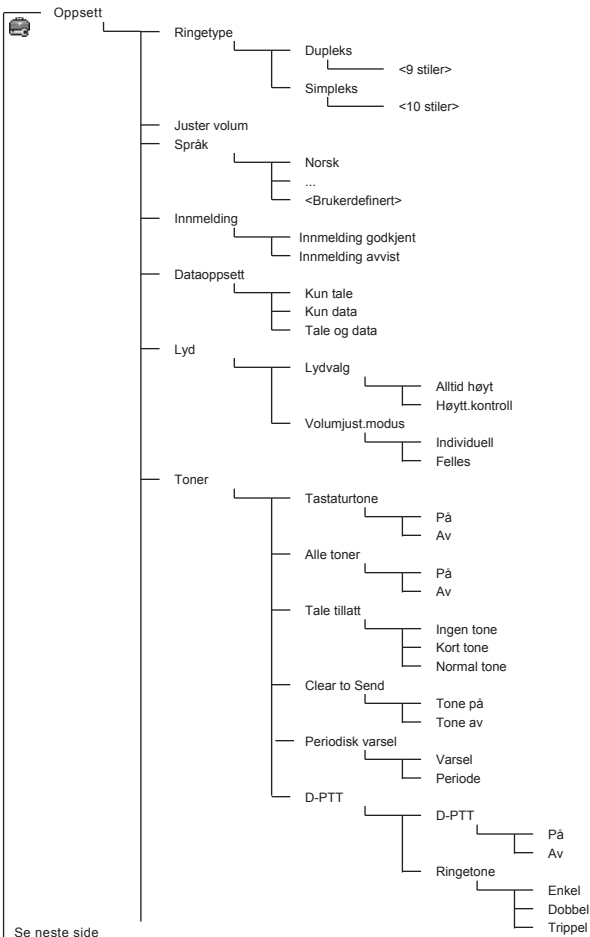 Oppsett
Ringetype
Dupleks
<9 stiler>
Simpleks
<10 stiler>
Juster volum
Språk
Norsk
...
<Brukerdefinert>
Innmelding
Innmelding godkjent
Innmelding avvist
Dataoppsett
Kun tale
Kun data
Tale og data
Lyd
Lydvalg
Alltid høyt
Høytt.kontroll
Volumjust.modus
Individuell
Felles
Toner
Tastaturtone
På
Av
Alle toner
På
Av
Tale tillatt
Ingen tone
Kort tone
Normal tone
Clear to Send
Tone på
Tone av
Periodisk varsel
Varsel
Periode
D-PTT
D-PTT
På
Av
Ringetone
Enkel
Dobbel
Trippel
Se neste side